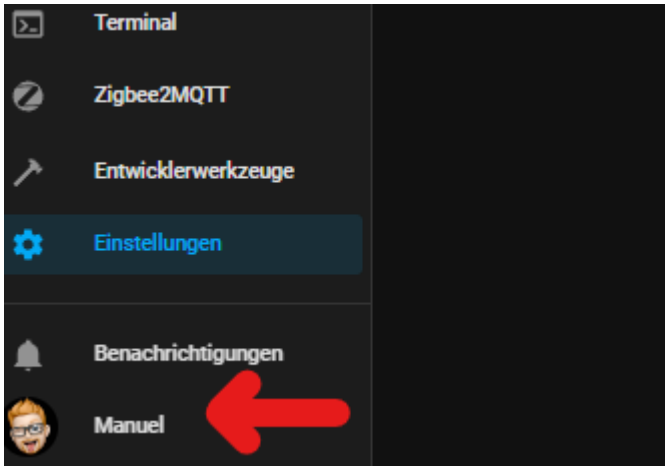 Terminal
Zigbee2MQTT
Entwicklerwerkzeuge
Einstellungen
Benachrichtigungen
Manuel